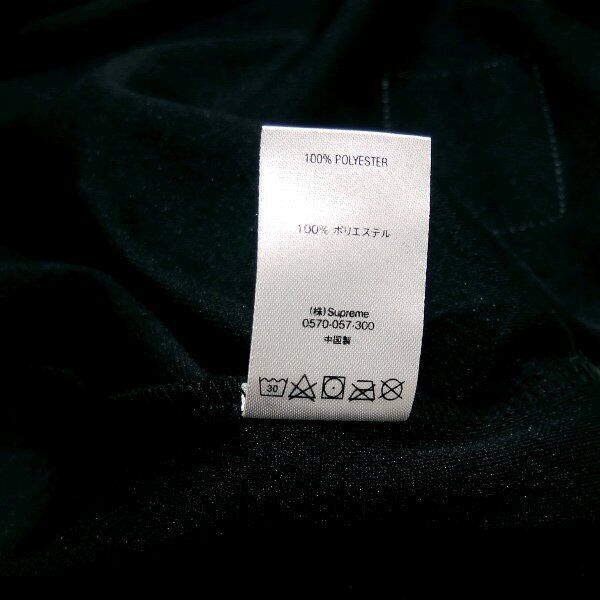 100% POLYESTER
100% ポリエステル
(株) Supreme
0570-057-300
中国製
30